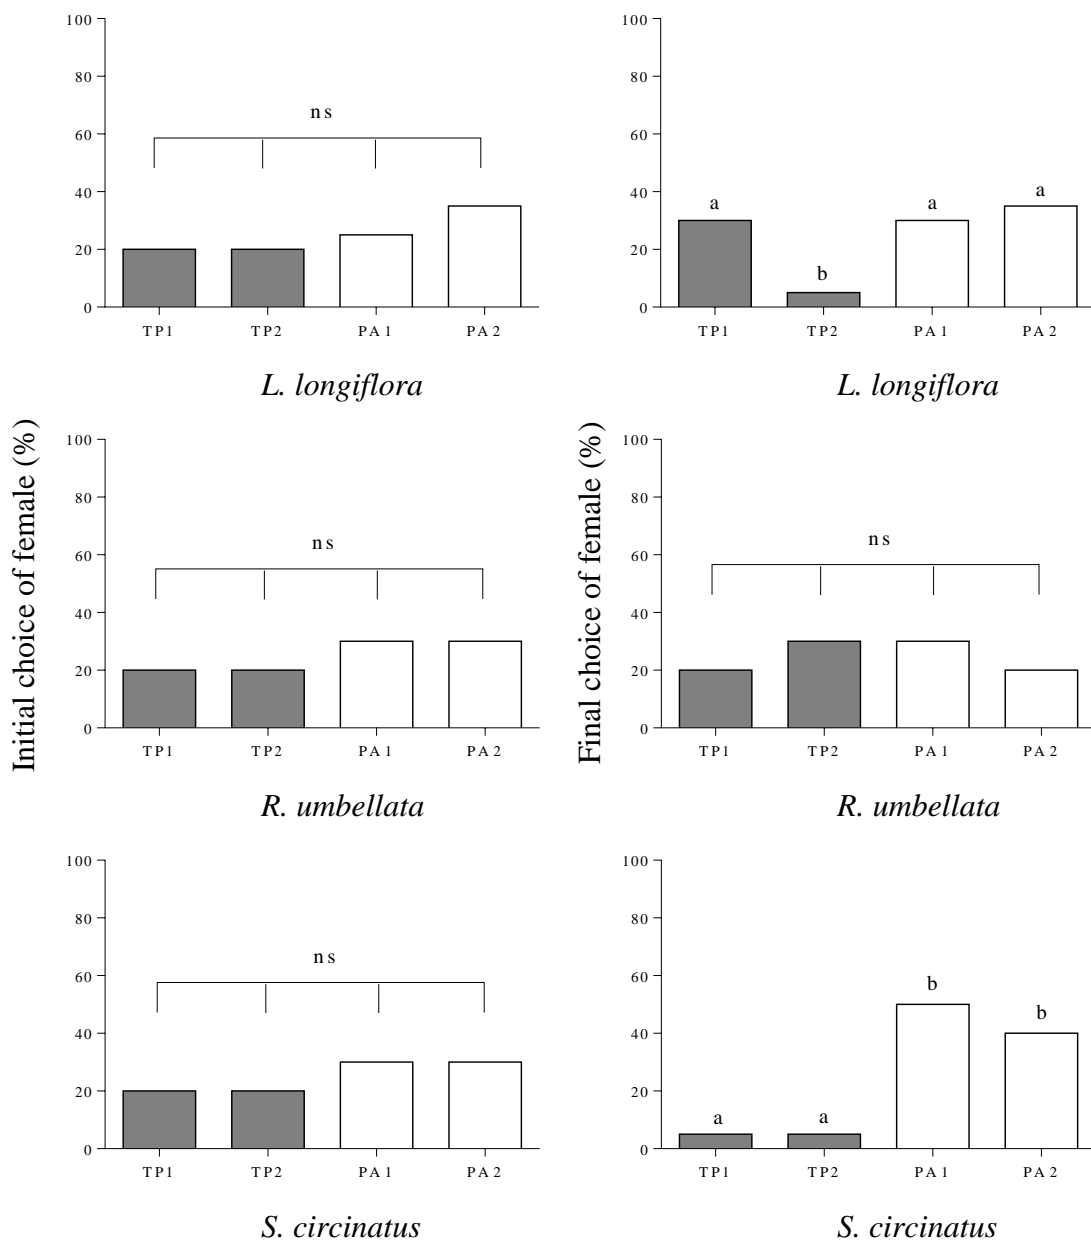 100
80
60
40
20
0
ns
TP1 TP2 PA1 PA2
L. longiflora
100
80
60
40
20
0
a
b
a
a
TP1 TP2 PA1 PA2
L. longiflora
Initial choice of female (%)
100
80
60
40
20
0
ns
TP1 TP2 PA1 PA2
R. umbellata
Final choice of female (%)
100
80
60
40
20
0
ns
TP1 TP2 PA1 PA2
R. umbellata
100
80
60
40
20
0
ns
TP1 TP2 PA1 PA2
S. circinatus
100
80
60
40
20
0
a
a
b
b
TP1 TP2 PA1 PA2
S. circinatus